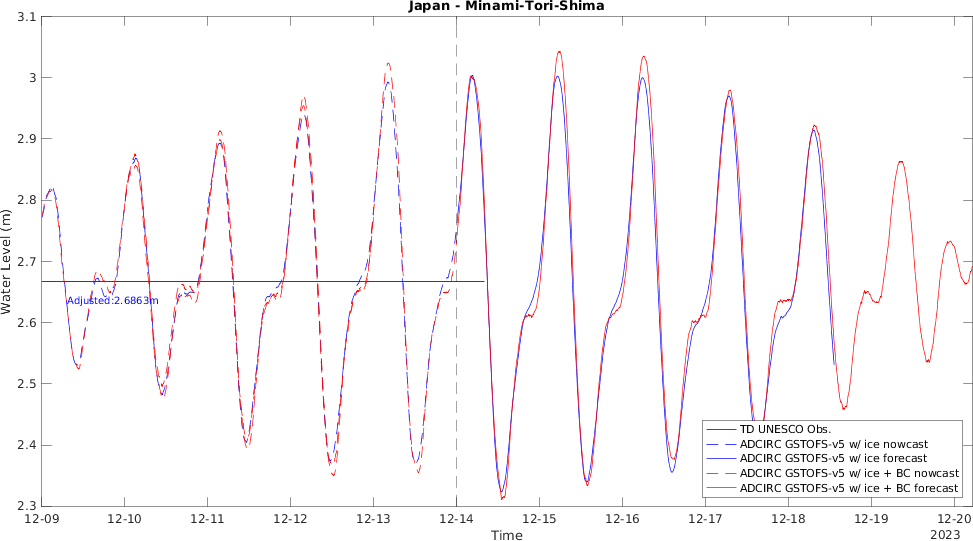 Japan - Minami-Tori-Shima
3.1
3
2.9
2.8
2.7
2.6
2.5
2.4
2.3
Water Level (m)
Adjusted:2.6863m
TD UNESCO Obs.
ADCIRC GSTOFS-v5 w/ ice nowcast
ADCIRC GSTOFS-v5 w/ ice forecast
ADCIRC GSTOFS-v5 w/ ice + BC nowcast
ADCIRC GSTOFS-v5 w/ ice + BC forecast
12-09 12-10 12-11 12-12 12-13 12-14 12-15 12-16 12-17 12-18 12-19 12-20
Time
2023